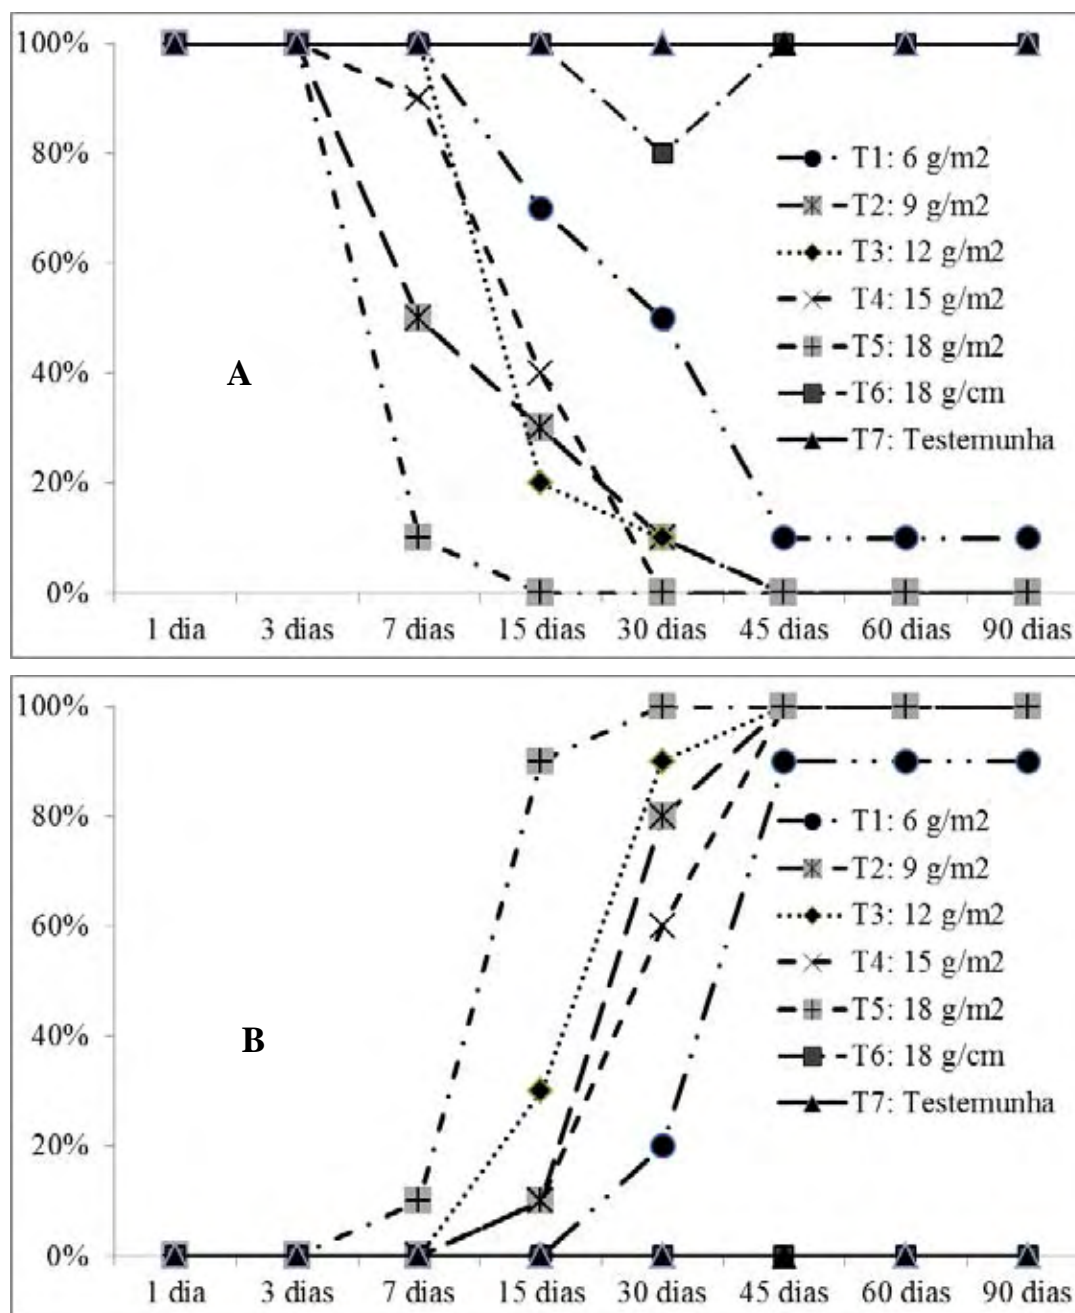 100%
80%
60%
40%
20%
0%
A
T1: 6 g/m2
T2: 9 g/m2
T3: 12 g/m2
T4: 15 g/m2
T5: 18 g/m2
T6: 18 g/cm
T7: Testemunha
1 dia 3 dias 7 dias 15 dias 30 dias 45 dias 60 dias 90 dias
100%
80%
60%
40%
20%
0%
B
T1: 6 g/m2
T2: 9 g/m2
T3: 12 g/m2
T4: 15 g/m2
T5: 18 g/m2
T6: 18 g/cm
T7: Testemunha
1 dia 3 dias 7 dias 15 dias 30 dias 45 dias 60 dias 90 dias